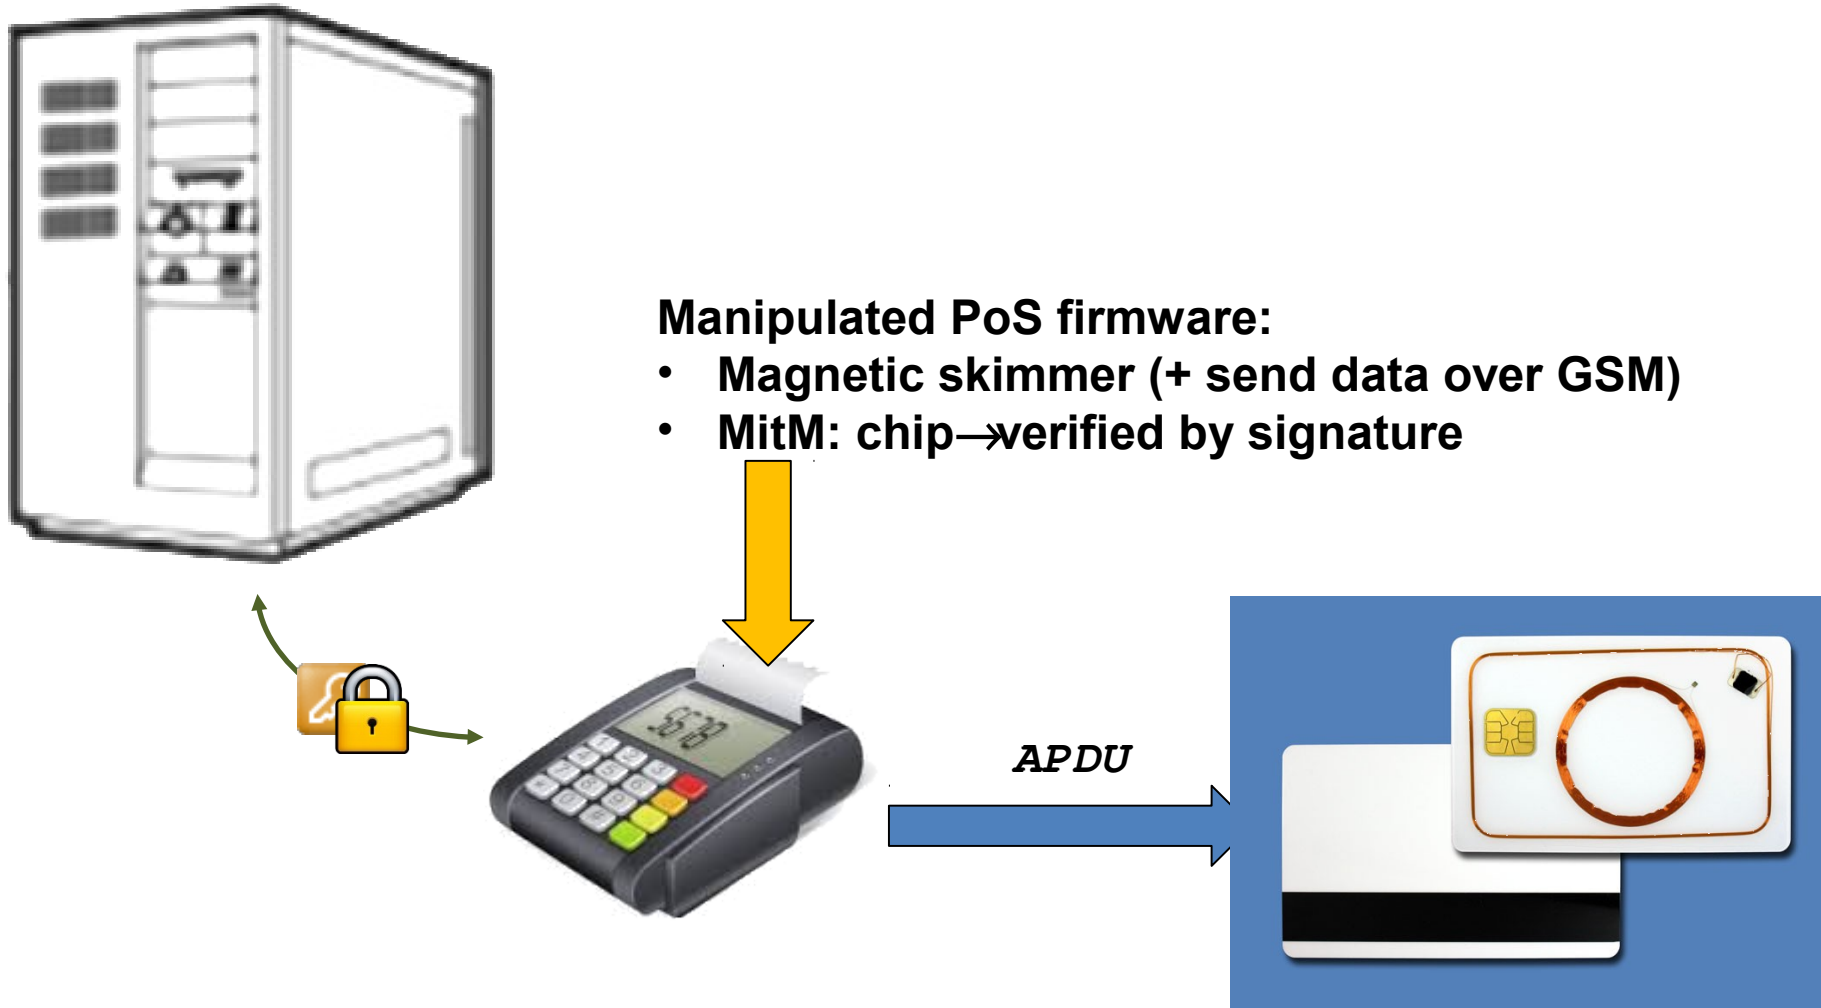 Manipulated PoS firmware:
• Magnetic skimmer (+ send data over GSM)
• MitM: chip→verified by signature
APDU